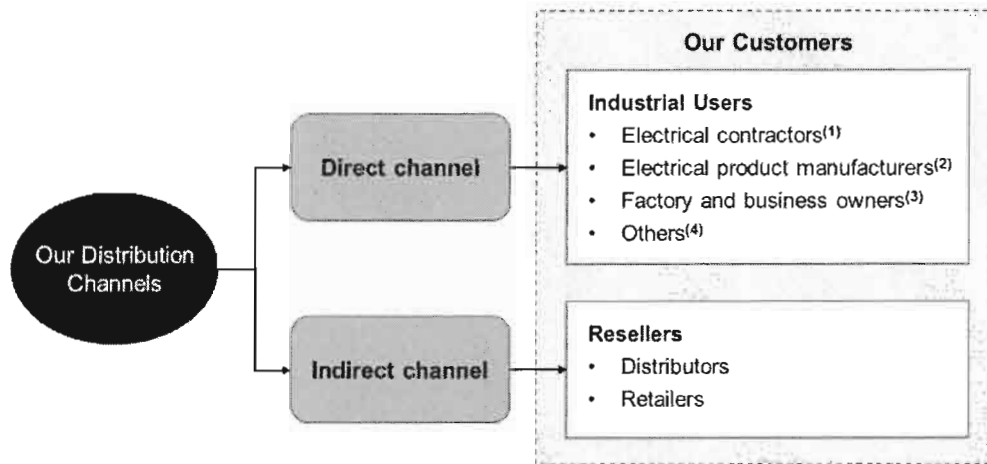 Our Customers
Our Distribution
Channels
Direct channel
Industrial Users
• Electrical contractors(1)
• Electrical product manufacturers(2)
• Factory and business owners(3)
• Others(4)
Indirect channel
Resellers
• Distributors
• Retailers